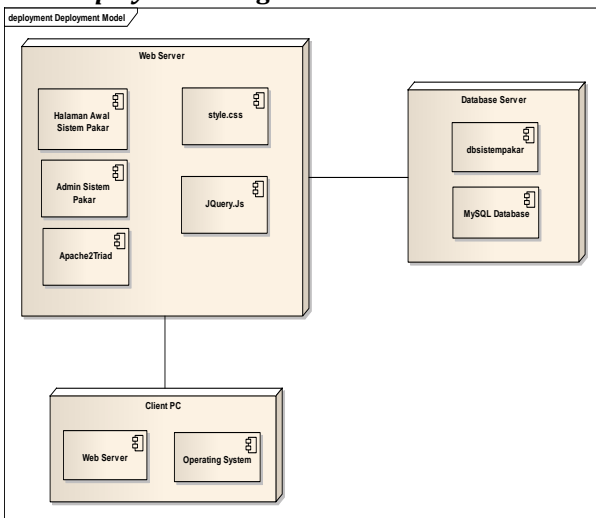 deployment Deployment Model
Web Server
Halaman Awal
Sistem Pakar
style.css
Admin Sistem
Pakar
JQuery.Js
Apache2Triad
Database Server
dbsistempakar
MySQL Database
Client PC
Web Server
Operating System